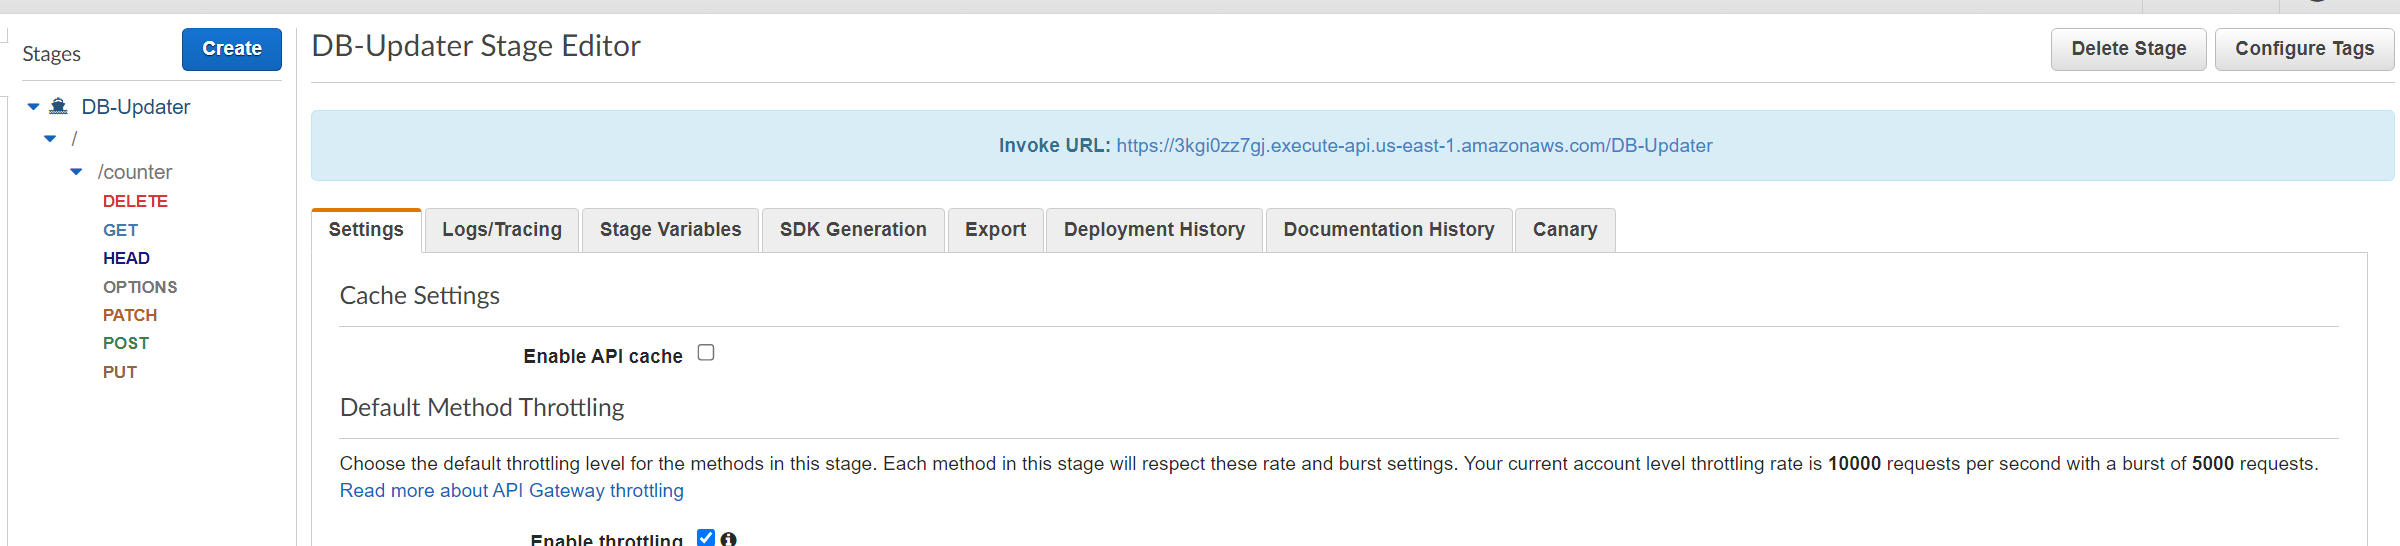 Stages
Create
DB-Updater
/
/counter
DELETE
GET
HEAD
OPTIONS
PATCH
POST
PUT
DB-Updater Stage Editor
Delete Stage
Configure Tags
Invoke URL: https://3kgi0zz7gj.execute-api.us-east-1.amazonaws.com/DB-Updater
Settings
Logs/Tracing
Stage Variables
SDK Generation
Export
Deployment History
Documentation History
Canary
Cache Settings
Enable API cache
Default Method Throttling
Choose the default throttling level for the methods in this stage. Each method in this stage will respect these rate and burst settings. Your current account level throttling rate is 10000 requests per second with a burst of 5000 requests.
Read more about API Gateway throttling
Enable throttling